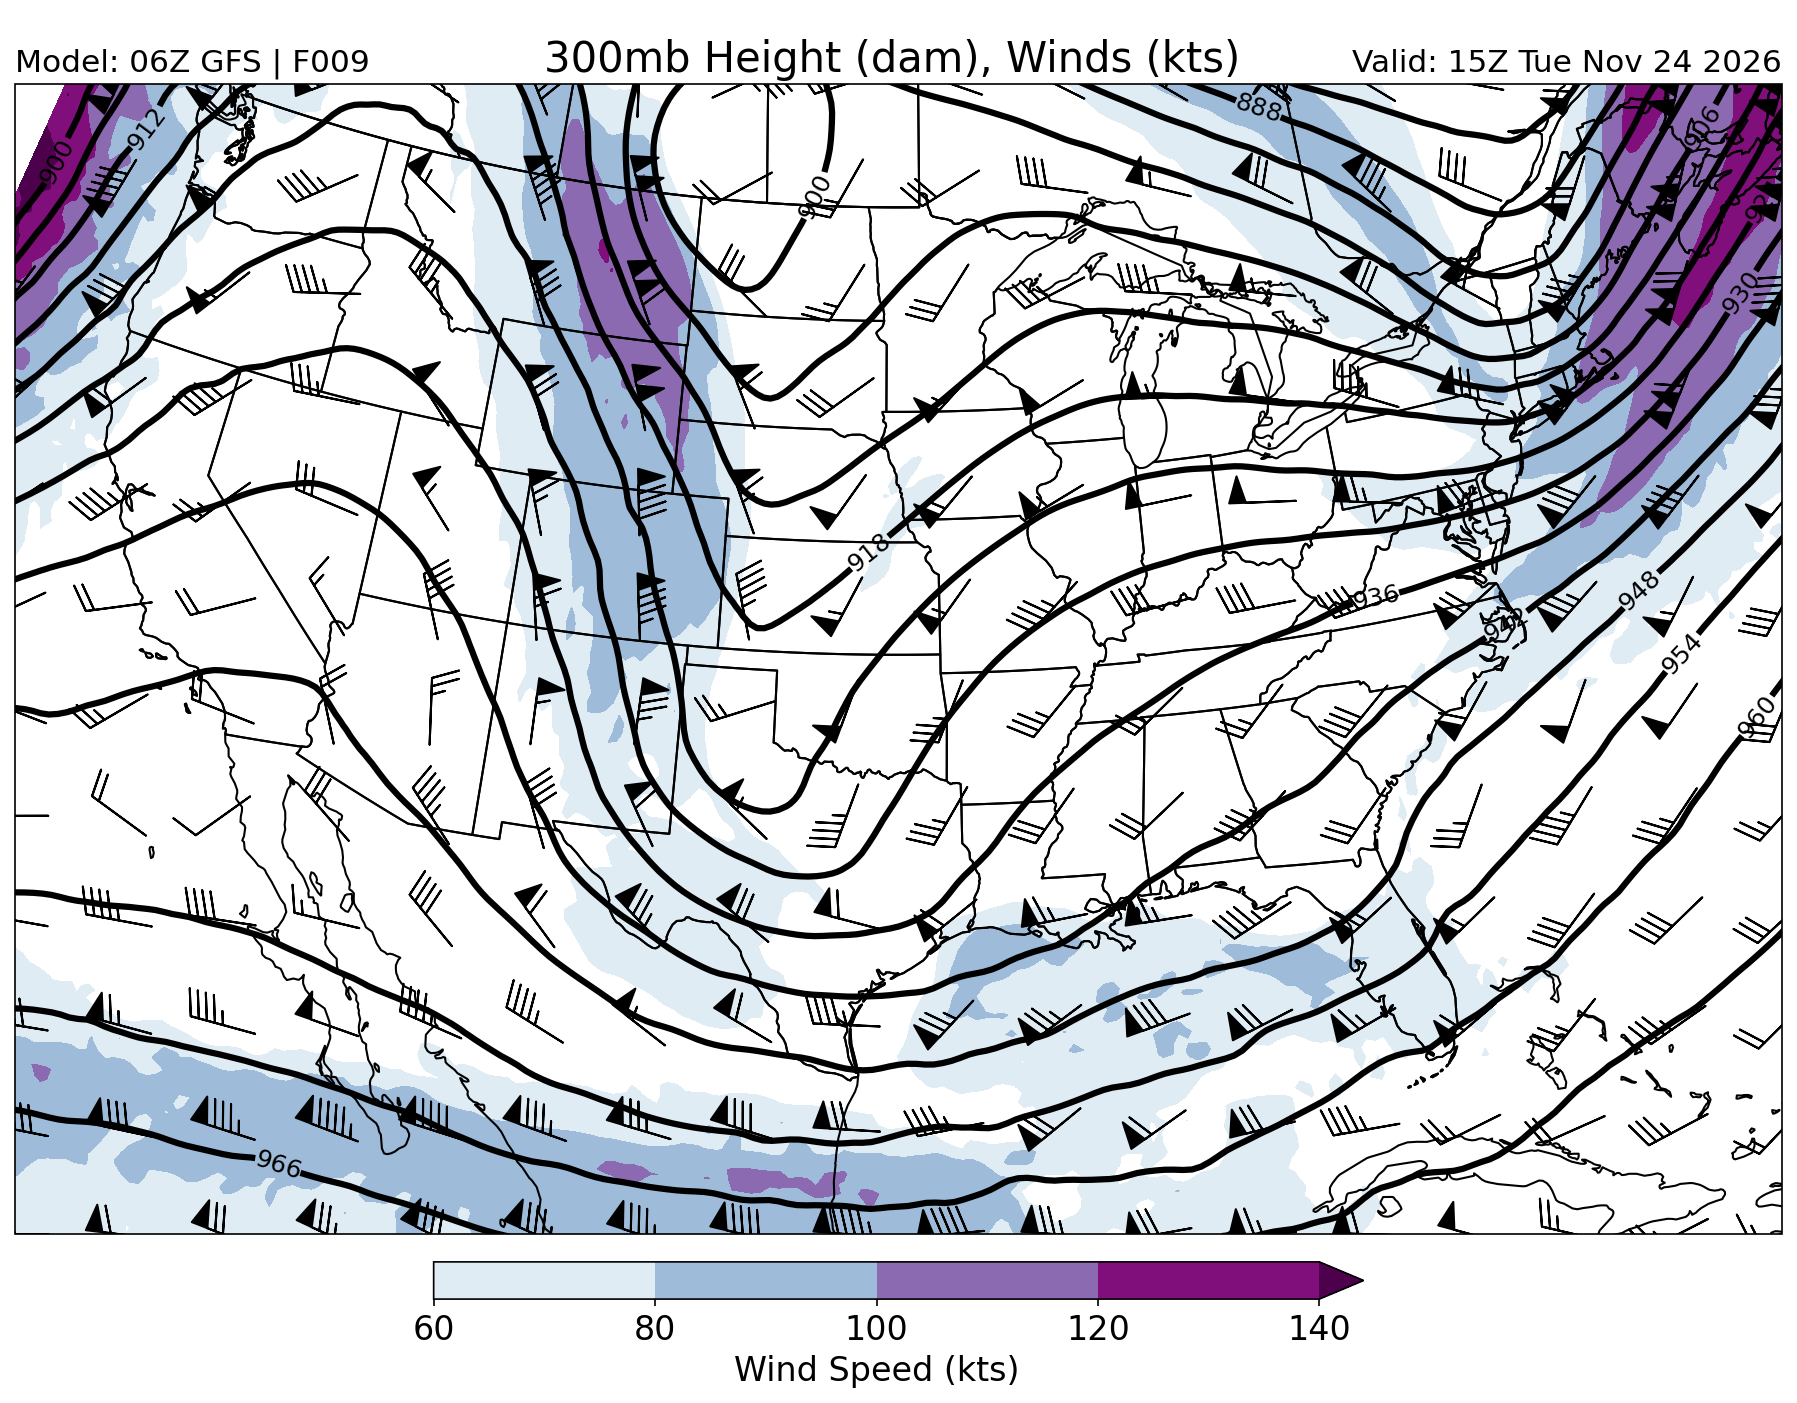 Model: 06Z GFS | F009
300mb Height (dam), Winds (kts)
Valid: 15Z Tue Nov 24 2026
888
912
906
900
900
930
918
936
948
942
954
960
966
60 80 100 120 140
Wind Speed (kts)